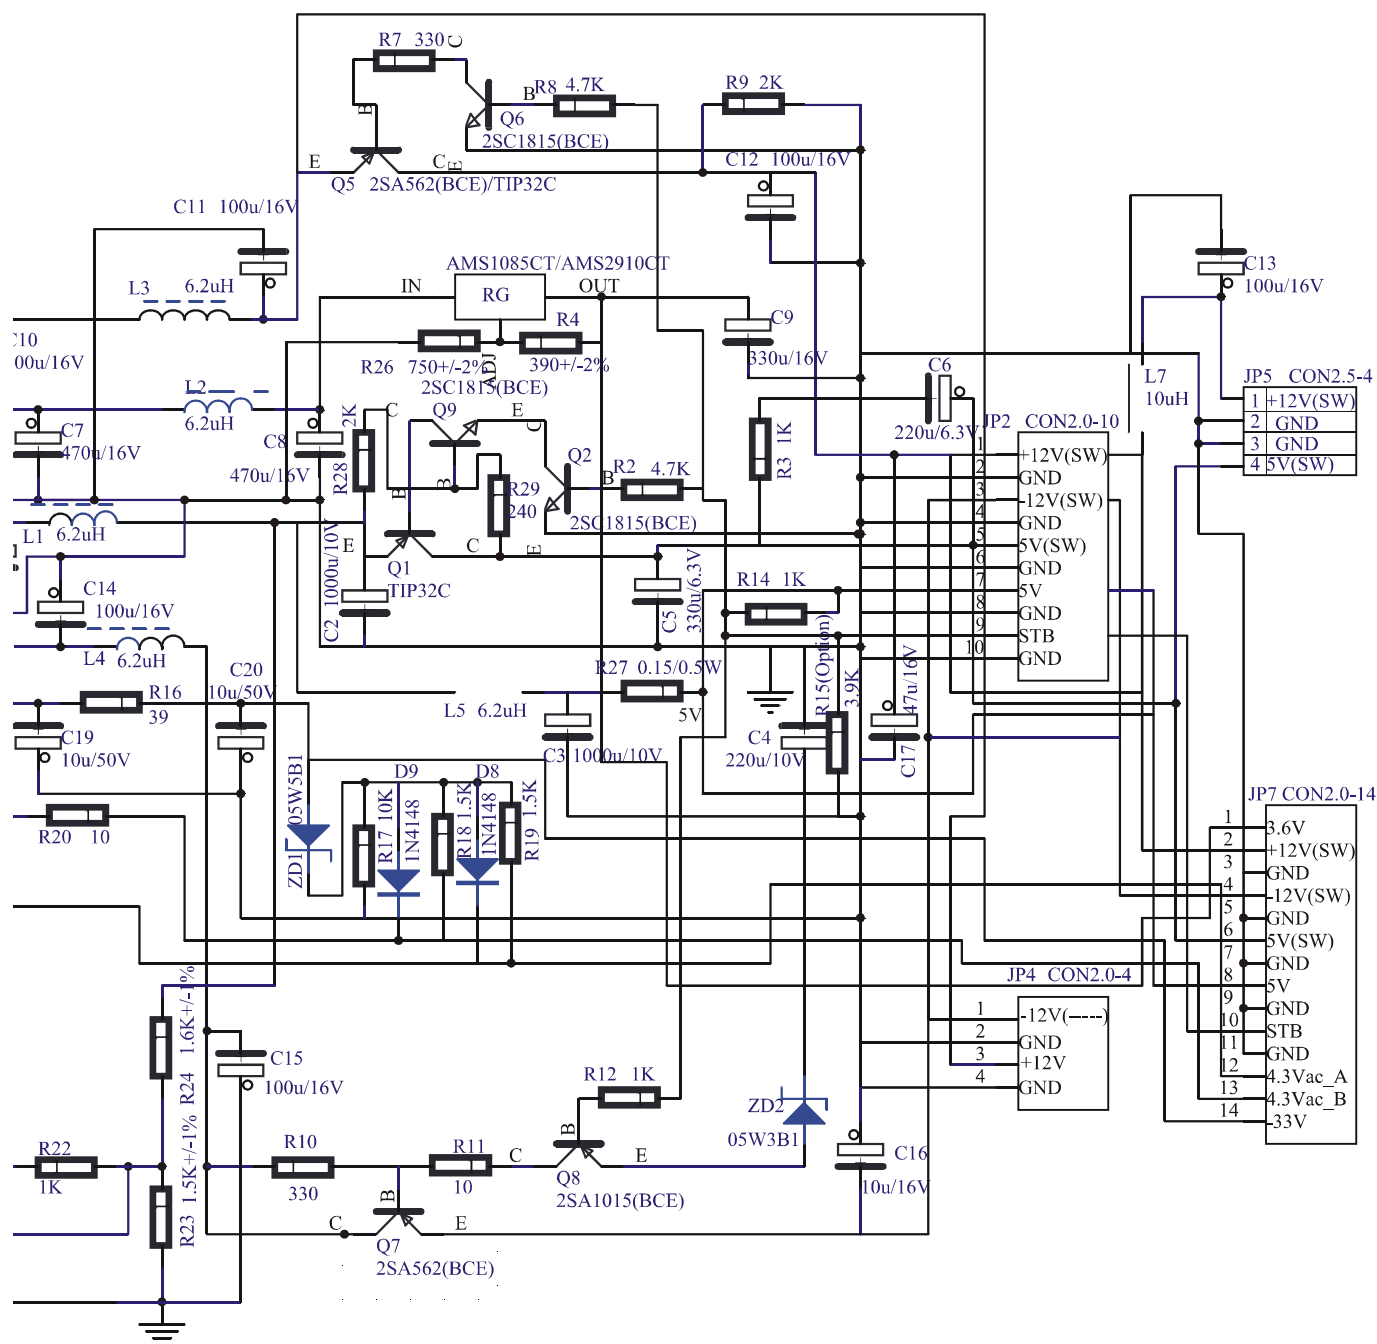 R7 330
C
R8 4.7K
B
R9 2K
B
Q6
2SC1815(BCE)
C12 100u/16V
E
C
E
Q5 2SA562(BCE)/TIP32C
C11 100u/16V
L3
6.2uH
AMS1085CT/AMS2910CT
IN
RG
OUT
R4
C9
330u/16V
C13
100u/16V
C10
00u/16V
R26
750+/-2%
ADJ
390+/-2%
2SC1815(BCE)
C6
220u/6.3V
L7
10uH
JP5 CON2.5-4
1 +12V(SW)
2 GND
3 GND
4 5V(SW)
L2
6.2uH
C7
470u/16V
C8
470u/16V
2K
R28
C
Q9
E
C
Q2
B
R2 4.7K
R3 1K
JP2 CON2.0-10
1 +12V(SW)
2 GND
3 -12V(SW)
4 GND
5 5V(SW)
6 GND
7 5V
8 GND
9 STB
10 GND
B
B
R29
240
2SC1815(BCE)
L1
6.2uH
E
Q1
C
E
TIP32C
C2 1000u/10V
C5
330u/6.3V
R14 1K
C14
100u/16V
L4
6.2uH
C20
10u/50V
R16
39
C19
10u/50V
R27 0.15/0.5W
5V
L5 6.2uH
C3 1000u/10V
C4
220u/10V
R15(Option)
3.9K
47u/16V
C17
R20 10
ZD1
05W5B1
D9
D8
R17 10K
1N4148
R18 1.5K
1N4148
R19 1.5K
JP7 CON2.0-14
1 3.6V
2 +12V(SW)
3 GND
4 -12V(SW)
5 GND
6 5V(SW)
7 GND
8 5V
9 GND
10 STB
11 GND
12 4.3Vac_A
13 4.3Vac_B
14 -33V
JP4 CON2.0-4
1 -12V(-----)
2 GND
3 +12V
4 GND
R24 1.6K+/-1%
C15
100u/16V
R12 1K
ZD2
05W3B1
R22
1K
R23 1.5K+/-1%
R10
330
R11
10
C
B
E
Q8
2SA1015(BCE)
C16
10u/16V
B
C
E
Q7
2SA562(BCE)